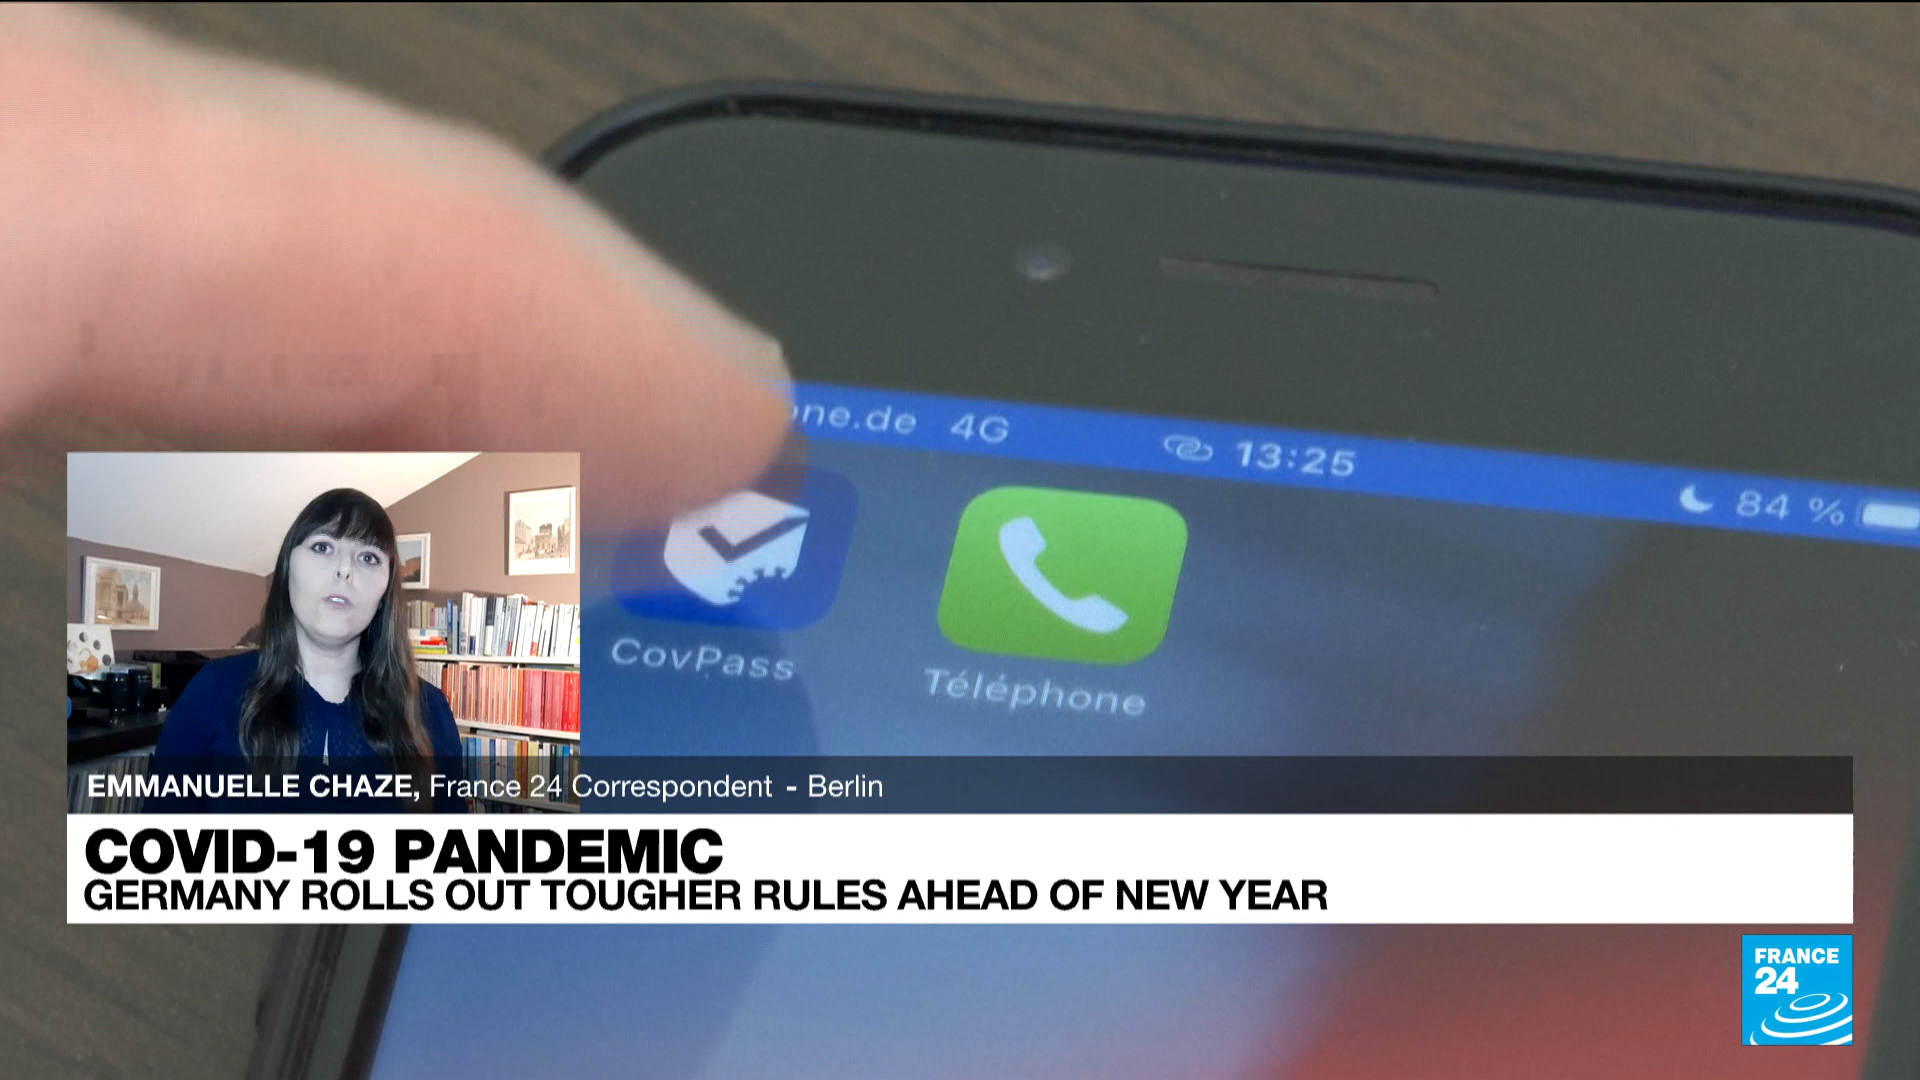 one.de 4G 13:25 84 %
CovPass
Téléphone
EMMANUELLE CHAZE, France 24 Correspondent - Berlin
COVID-19 PANDEMIC
GERMANY ROLLS OUT TOUGHER RULES AHEAD OF NEW YEAR
FRANCE
24